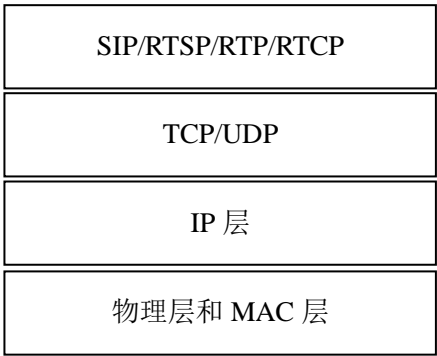 SIP/RTSP/RTP/RTCP
TCP/UDP
IP 层
物理层和 MAC 层